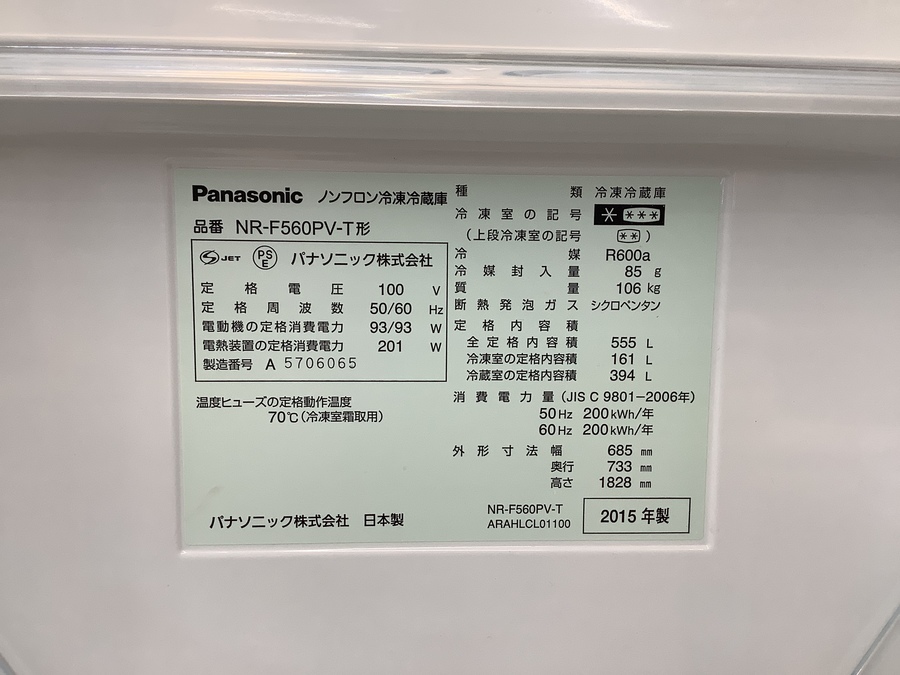 Panasonic ノンフロン冷凍冷蔵庫
品番 NR-F560PV-T形
JET PSE パナソニック株式会社
定格電圧 100 V
定格周波数 50/60 Hz
電動機の定格消費電力 93/93 W
電熱装置の定格消費電力 201 W
製造番号 A 5706065
温度ヒューズの定格動作温度
70℃(冷凍室霜取用)
パナソニック株式会社 日本製
種類 冷凍冷蔵庫
冷凍室の記号 * ***
(上段冷凍室の記号 ** )
冷媒 R600a
冷媒封入量 85 g
質量 106 kg
断熱発泡ガス シクロペンタン
定格内容積
全定格内容積 555 L
冷凍室の定格内容積 161 L
冷蔵室の定格内容積 394 L
消費電力量 (JIS C 9801−2006年)
50 Hz 200 kWh/年
60 Hz 200 kWh/年
外形寸法幅 685 mm
奥行 733 mm
高さ 1828 mm
NR-F560PV-T
ARAHLCL01100
2015 年製